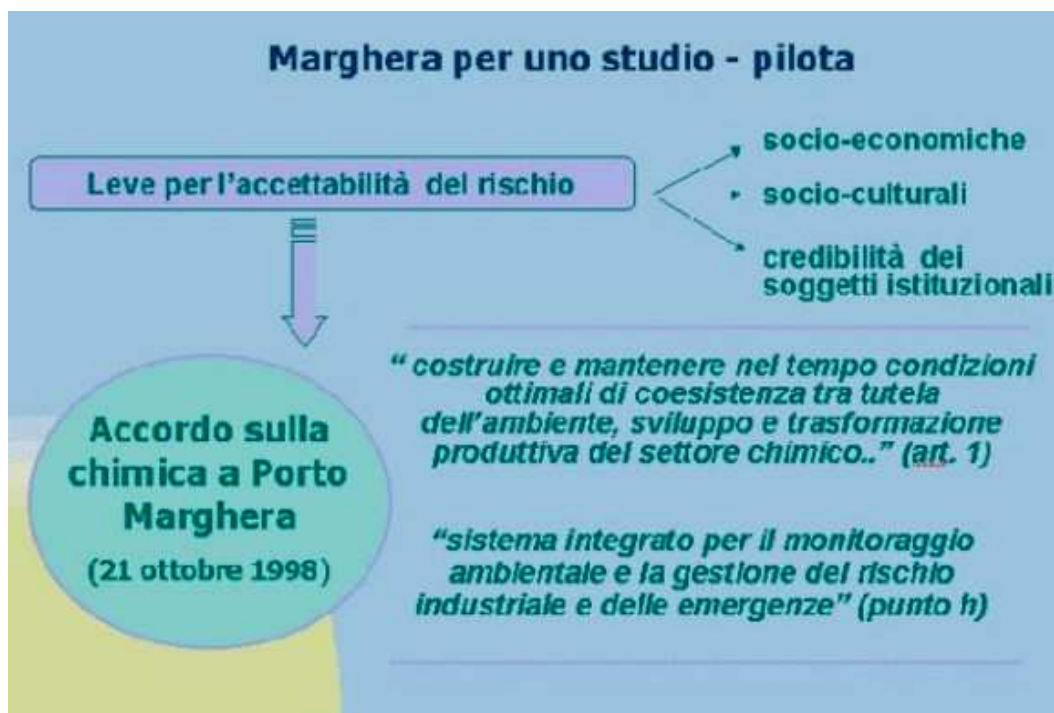 Marghera per uno studio - pilota
Leve per l'accettabilità del rischio
socio-economiche
socio-culturali
credibilità dei
soggetti istituzionali
Accordo sulla
chimica a Porto
Marghera
(21 ottobre 1998)
“ costruire e mantenere nel tempo condizioni
ottimali di coesistenza tra tutela
dell'ambiente, sviluppo e trasformazione
produttiva del settore chimico..” (art. 1)
“sistema integrato per il monitoraggio
ambientale e la gestione del rischio
industriale e delle emergenze” (punto h)